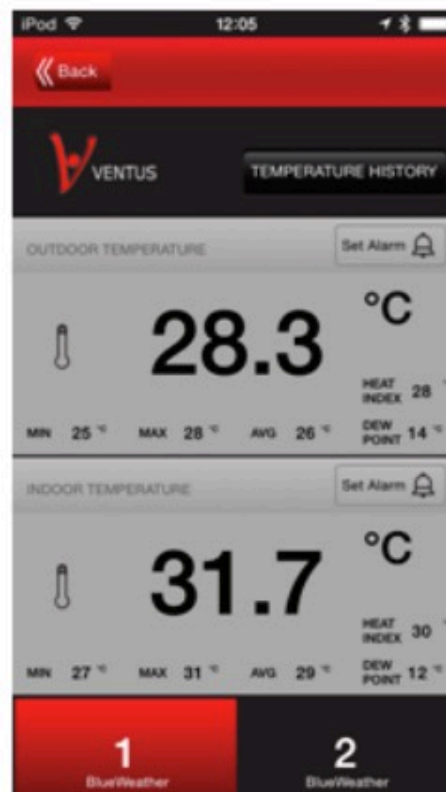 iPod 12:05
Back
VENTUS TEMPERATURE HISTORY
OUTDOOR TEMPERATURE Set Alarm
28.3 °C
HEAT INDEX 28
MIN 25 °C MAX 28 °C AVG 26 °C DEW POINT 14 °C
INDOOR TEMPERATURE Set Alarm
31.7 °C
HEAT INDEX 30
MIN 27 °C MAX 31 °C AVG 29 °C DEW POINT 12 °C
1 2
BlueWeather BlueWeather